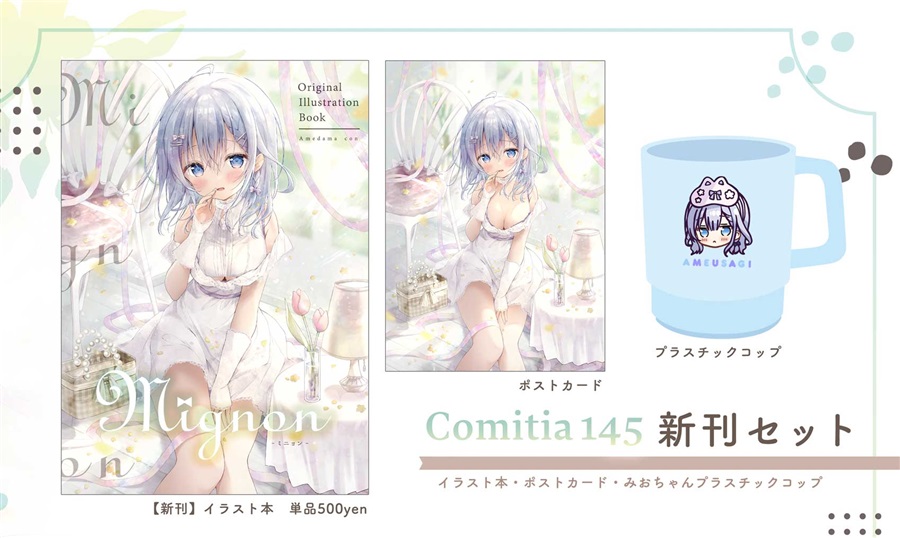 Original
Illustration
Book
Amedama con
Mi
gn
on
Mignon
- ミニョン -
【新刊】イラスト本 単品500yen
ポストカード
AMEUSAGI
プラスチックコップ
Comitia 145 新刊セット
イラスト本・ポストカード・みおちゃんプラスチックコップ